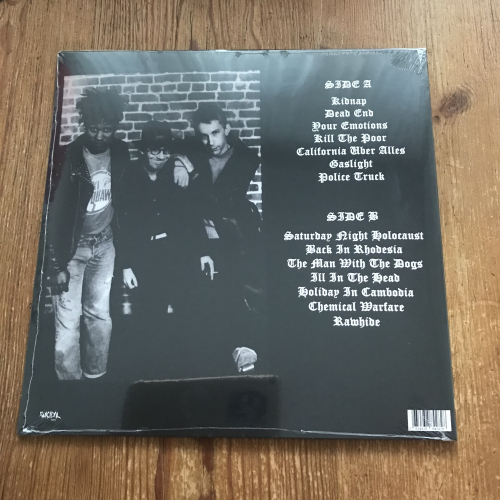 SIDE A
Kidnap
Dead End
Your Emotions
Kill The Poor
California Uber Alles
Gaslight
Police Truck
SIDE B
Saturday Night Holocaust
Back In Rhodesia
The Man With The Dogs
Ill In The Head
Holiday In Cambodia
Chemical Warfare
Rawhide